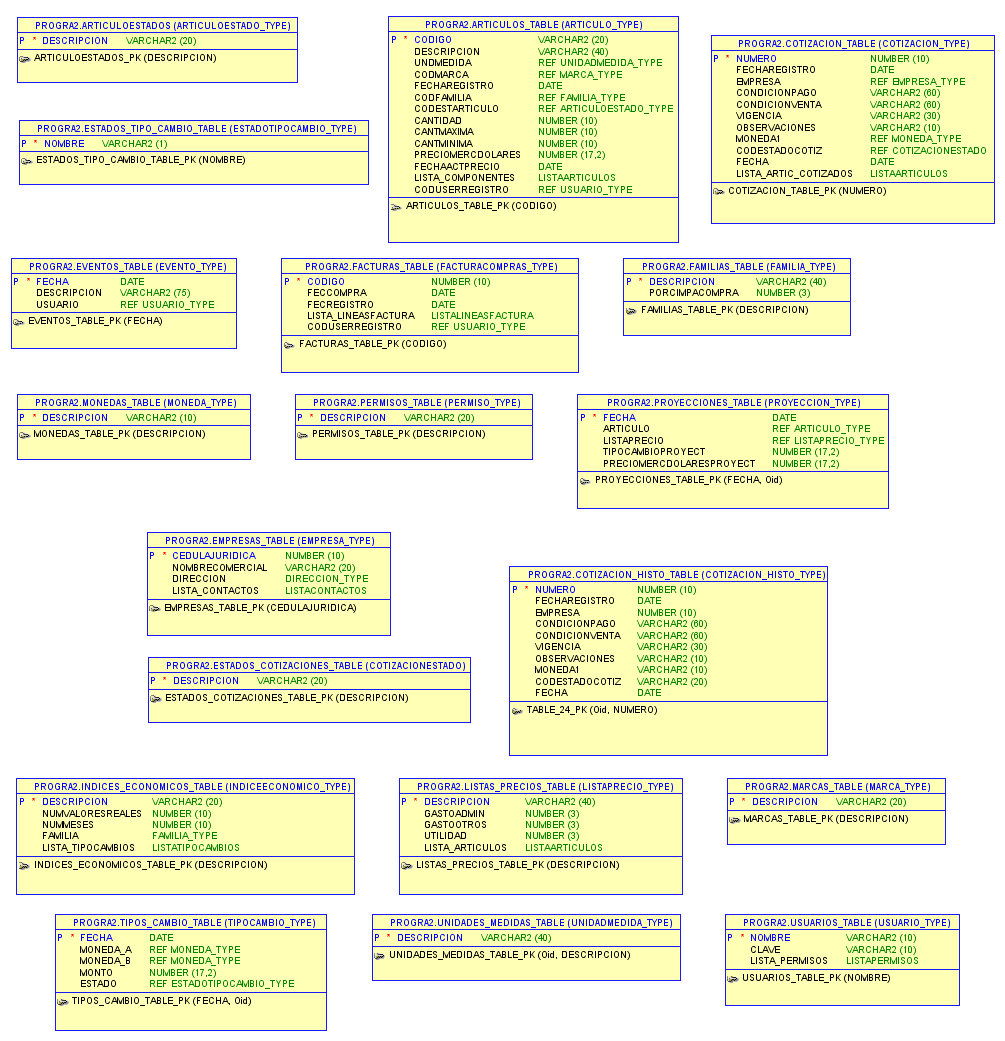 PROGRA2.ARTICULOESTADOS (ARTICULOESTADO_TYPE)
P * DESCRIPCION VARCHAR2 (20)
ARTICULOESTADOS_PK (DESCRIPCION)
PROGRA2.ESTADOS_TIPO_CAMBIO_TABLE (ESTADOTIPOCAMBIO_TYPE)
P * NOMBRE VARCHAR2 (1)
ESTADOS_TIPO_CAMBIO_TABLE_PK (NOMBRE)
PROGRA2.ARTICULOS_TABLE (ARTICULO_TYPE)
P * CODIGO VARCHAR2 (20)
DESCRIPCION VARCHAR2 (40)
UNDMEDIDA REF UNIDADMEDIDA_TYPE
CODMARCA REF MARCA_TYPE
FECHAREGISTRO DATE
CODFAMILIA REF FAMILIA_TYPE
CODESTARTICULO REF ARTICULOESTADO_TYPE
CANTIDAD NUMBER (10)
CANTMAXIMA NUMBER (10)
CANTMINIMA NUMBER (10)
PRECIOMERCDOLARES NUMBER (17,2)
FECHAACTPRECIO DATE
LISTA_COMPONENTES LISTAARTICULOS
CODUSERREGISTRO REF USUARIO_TYPE
ARTICULOS_TABLE_PK (CODIGO)
PROGRA2.COTIZACION_TABLE (COTIZACION_TYPE)
P * NUMERO NUMBER (10)
FECHAREGISTRO DATE
EMPRESA REF EMPRESA_TYPE
CONDICIONPAGO VARCHAR2 (60)
CONDICIONVENTA VARCHAR2 (60)
VIGENCIA VARCHAR2 (30)
OBSERVACIONES VARCHAR2 (10)
MONEDA1 REF MONEDA_TYPE
CODESTADOCOTIZ REF COTIZACIONESTADO
FECHA DATE
LISTA_ARTIC_COTIZADOS LISTAARTICULOS
COTIZACION_TABLE_PK (NUMERO)
PROGRA2.EVENTOS_TABLE (EVENTO_TYPE)
P * FECHA DATE
DESCRIPCION VARCHAR2 (75)
USUARIO REF USUARIO_TYPE
EVENTOS_TABLE_PK (FECHA)
PROGRA2.FACTURAS_TABLE (FACTURACOMPRAS_TYPE)
P * CODIGO NUMBER (10)
FECCOMPRA DATE
FECREGISTRO DATE
LISTA_LINEASFACTURA LISTALINEASFACTURA
CODUSERREGISTRO REF USUARIO_TYPE
FACTURAS_TABLE_PK (CODIGO)
PROGRA2.FAMILIAS_TABLE (FAMILIA_TYPE)
P * DESCRIPCION VARCHAR2 (40)
PORCIMPACOMPRA NUMBER (3)
FAMILIAS_TABLE_PK (DESCRIPCION)
PROGRA2.MONEDAS_TABLE (MONEDA_TYPE)
P * DESCRIPCION VARCHAR2 (10)
MONEDAS_TABLE_PK (DESCRIPCION)
PROGRA2.PERMISOS_TABLE (PERMISO_TYPE)
P * DESCRIPCION VARCHAR2 (20)
PERMISOS_TABLE_PK (DESCRIPCION)
PROGRA2.PROYECCIONES_TABLE (PROYECCION_TYPE)
P * FECHA DATE
ARTICULO REF ARTICULO_TYPE
LISTAPRECIO REF LISTAPRECIO_TYPE
TIPOCAMBIOPROYECT NUMBER (17,2)
PRECIOMERCDOLARESPROYECT NUMBER (17,2)
PROYECCIONES_TABLE_PK (FECHA, Oid)
PROGRA2.EMPRESAS_TABLE (EMPRESA_TYPE)
P * CEDULAJURIDICA NUMBER (10)
NOMBRECOMERCIAL VARCHAR2 (20)
DIRECCION DIRECCION_TYPE
LISTA_CONTACTOS LISTACONTACTOS
EMPRESAS_TABLE_PK (CEDULAJURIDICA)
PROGRA2.COTIZACION_HISTO_TABLE (COTIZACION_HISTO_TYPE)
P * NUMERO NUMBER (10)
FECHAREGISTRO DATE
EMPRESA NUMBER (10)
CONDICIONPAGO VARCHAR2 (60)
CONDICIONVENTA VARCHAR2 (60)
VIGENCIA VARCHAR2 (30)
OBSERVACIONES VARCHAR2 (10)
MONEDA1 VARCHAR2 (10)
CODESTADOCOTIZ VARCHAR2 (20)
FECHA DATE
TABLE_24_PK (Oid, NUMERO)
PROGRA2.ESTADOS_COTIZACIONES_TABLE (COTIZACIONESTADO)
P * DESCRIPCION VARCHAR2 (20)
ESTADOS_COTIZACIONES_TABLE_PK (DESCRIPCION)
PROGRA2.INDICES_ECONOMICOS_TABLE (INDICEECONOMICO_TYPE)
P * DESCRIPCION VARCHAR2 (20)
NUMVALORESREALES NUMBER (10)
NUMMESES NUMBER (10)
FAMILIA FAMILIA_TYPE
LISTA_TIPOCAMBIOS LISTATIPOCAMBIOS
INDICES_ECONOMICOS_TABLE_PK (DESCRIPCION)
PROGRA2.LISTAS_PRECIOS_TABLE (LISTAPRECIO_TYPE)
P * DESCRIPCION VARCHAR2 (40)
GASTOADMIN NUMBER (3)
GASTOOTROS NUMBER (3)
UTILIDAD NUMBER (3)
LISTA_ARTICULOS LISTAARTICULOS
LISTAS_PRECIOS_TABLE_PK (DESCRIPCION)
PROGRA2.MARCAS_TABLE (MARCA_TYPE)
P * DESCRIPCION VARCHAR2 (20)
MARCAS_TABLE_PK (DESCRIPCION)
PROGRA2.TIPOS_CAMBIO_TABLE (TIPOCAMBIO_TYPE)
P * FECHA DATE
MONEDA_A REF MONEDA_TYPE
MONEDA_B REF MONEDA_TYPE
MONTO NUMBER (17,2)
ESTADO REF ESTADOTIPOCAMBIO_TYPE
TIPOS_CAMBIO_TABLE_PK (FECHA, Oid)
PROGRA2.UNIDADES_MEDIDAS_TABLE (UNIDADMEDIDA_TYPE)
P * DESCRIPCION VARCHAR2 (40)
UNIDADES_MEDIDAS_TABLE_PK (Oid, DESCRIPCION)
PROGRA2.USUARIOS_TABLE (USUARIO_TYPE)
P * NOMBRE VARCHAR2 (10)
CLAVE VARCHAR2 (10)
LISTA_PERMISOS LISTAPERMISOS
USUARIOS_TABLE_PK (NOMBRE)